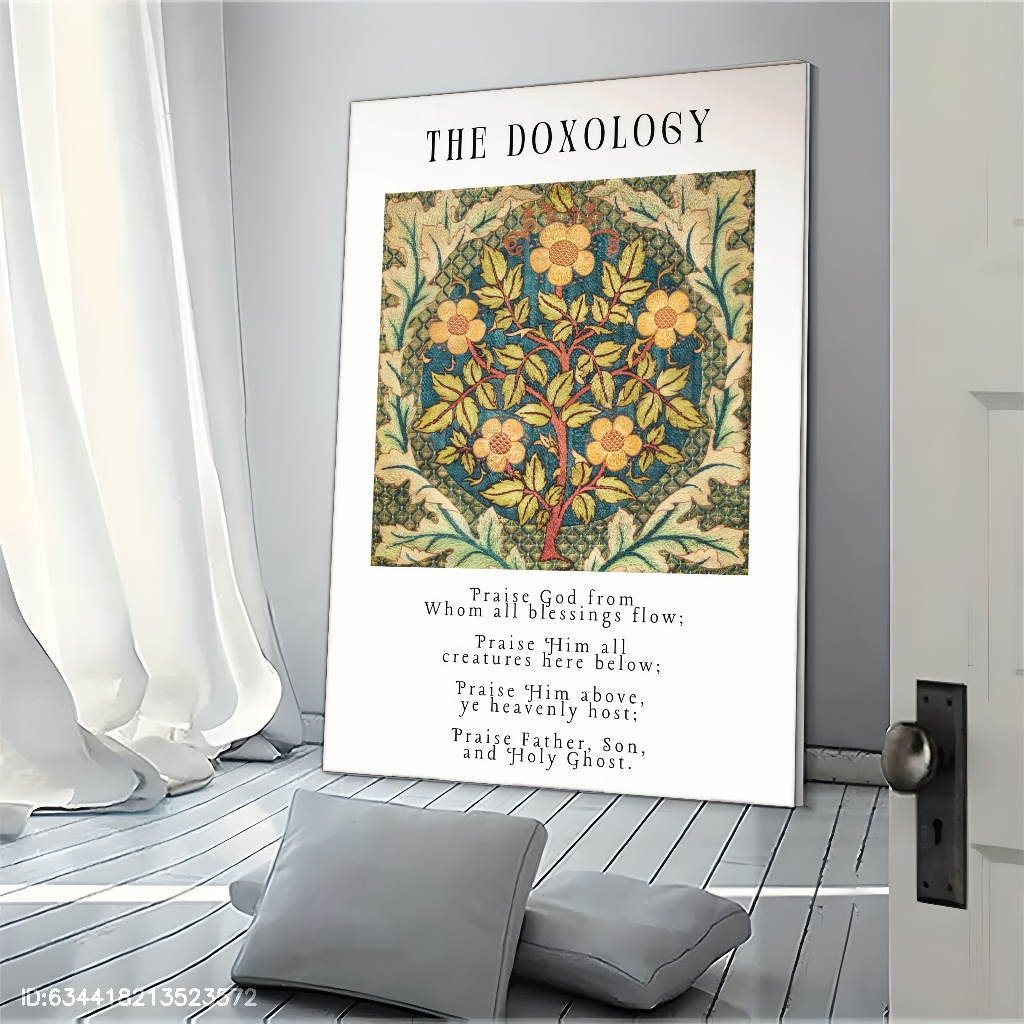 THE DOXOLOGY
Praise God from
Whom all blessings flow;
Praise Him all
creatures here below;
Praise Him above,
ye heavenly host;
Praise Father, Son,
and Holy Ghost.
ID:634418213523572